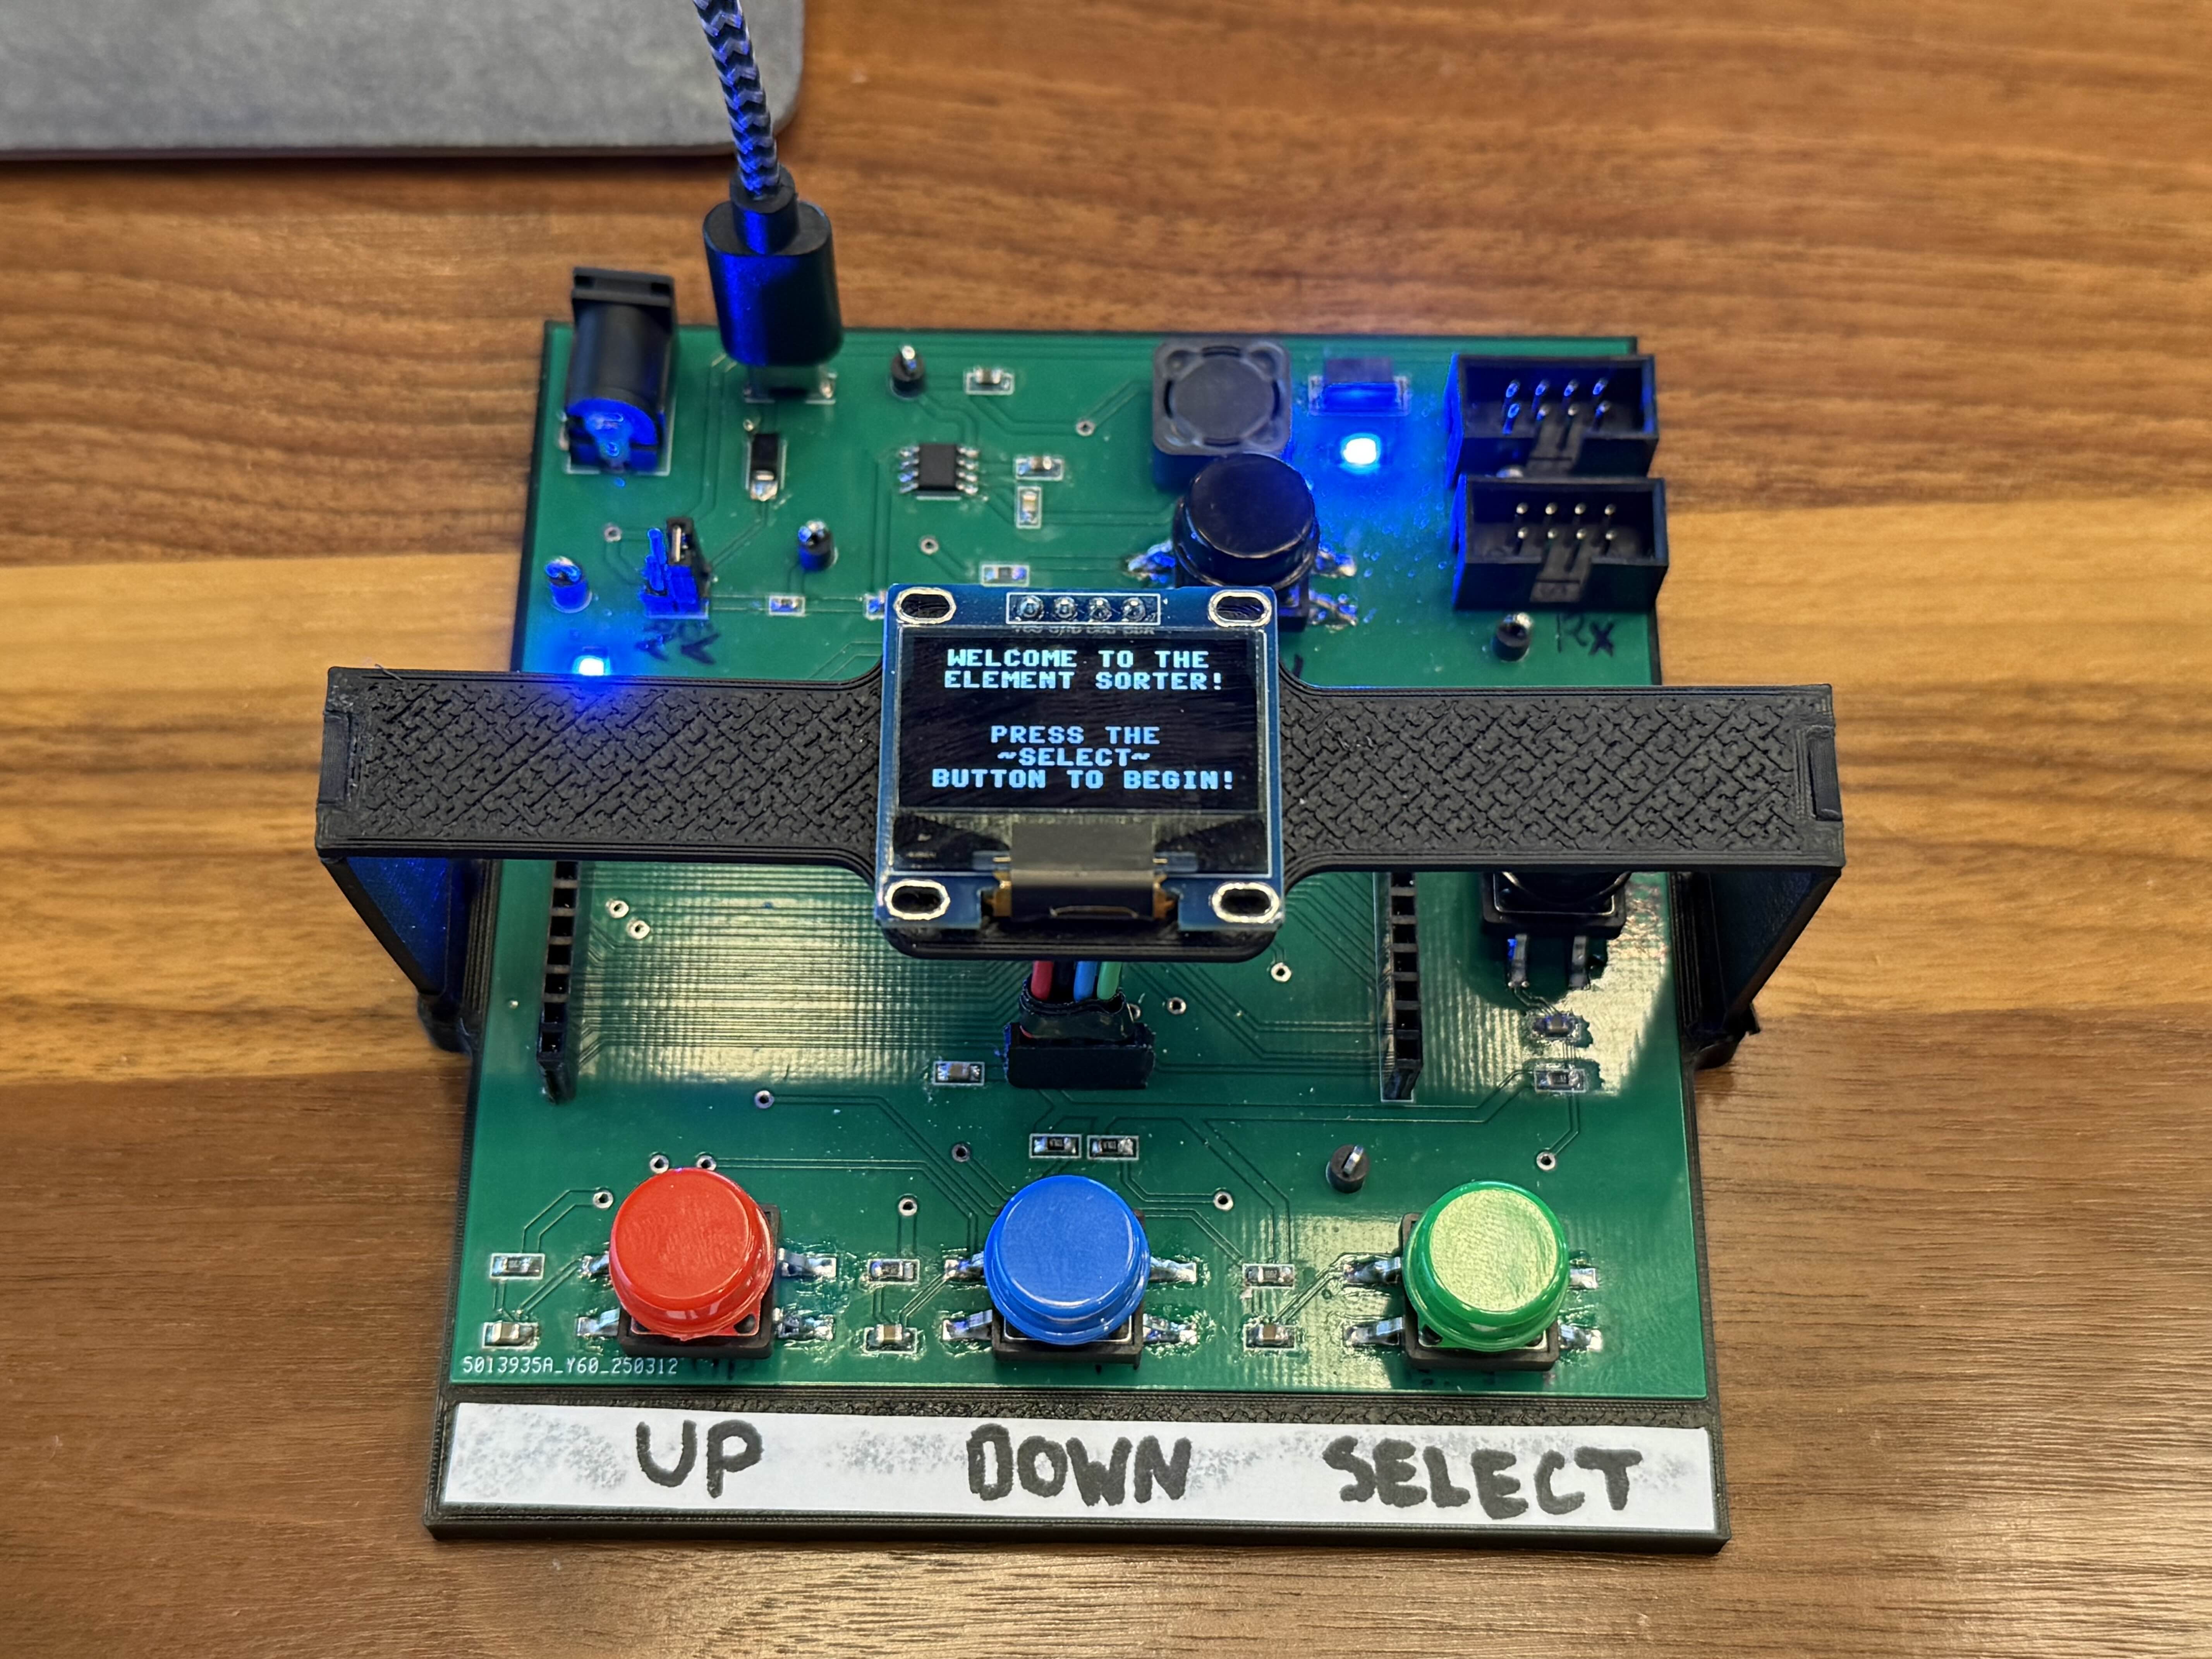 Rx
WELCOME TO THE
ELEMENT SORTER!
PRESS THE
~SELECT~
BUTTON TO BEGIN!
5013935A_Y60_250312
UP DOWN SELECT